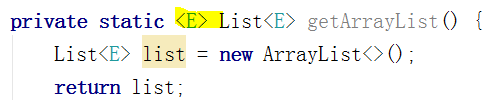 private static <E> List<E> getArrayList() {
List<E> list = new ArrayList<>();
return list;